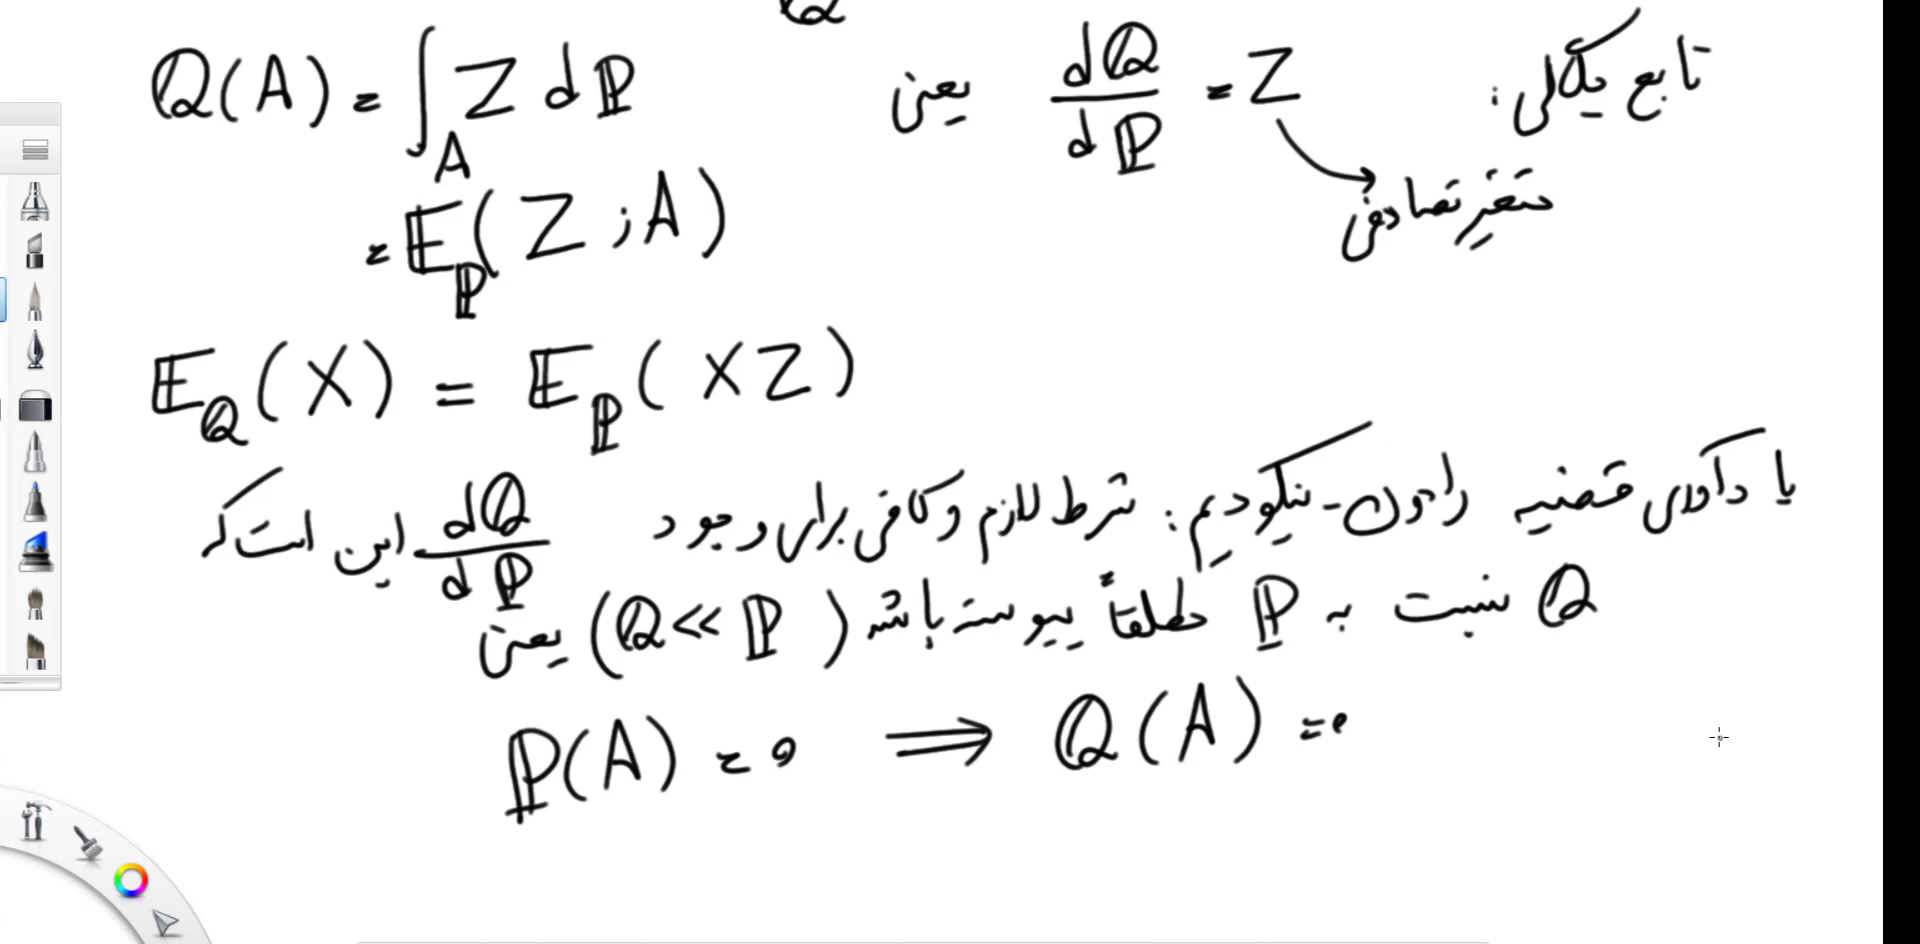 تابع چگالی: dQ/dP = Z یعنی Q(A) = ∫_A Z dP
متغیر تصادفی
= E_P(Z ; A)
E_Q(X) = E_P(XZ)
یادآوری قضیه رادون-نیکودیم: شرط لازم و کافی برای وجود dQ/dP این است که
Q نسبت به P مطلقاً پیوسته باشد (Q ≪ P) یعنی
P(A) = 0 ⟹ Q(A) = 0